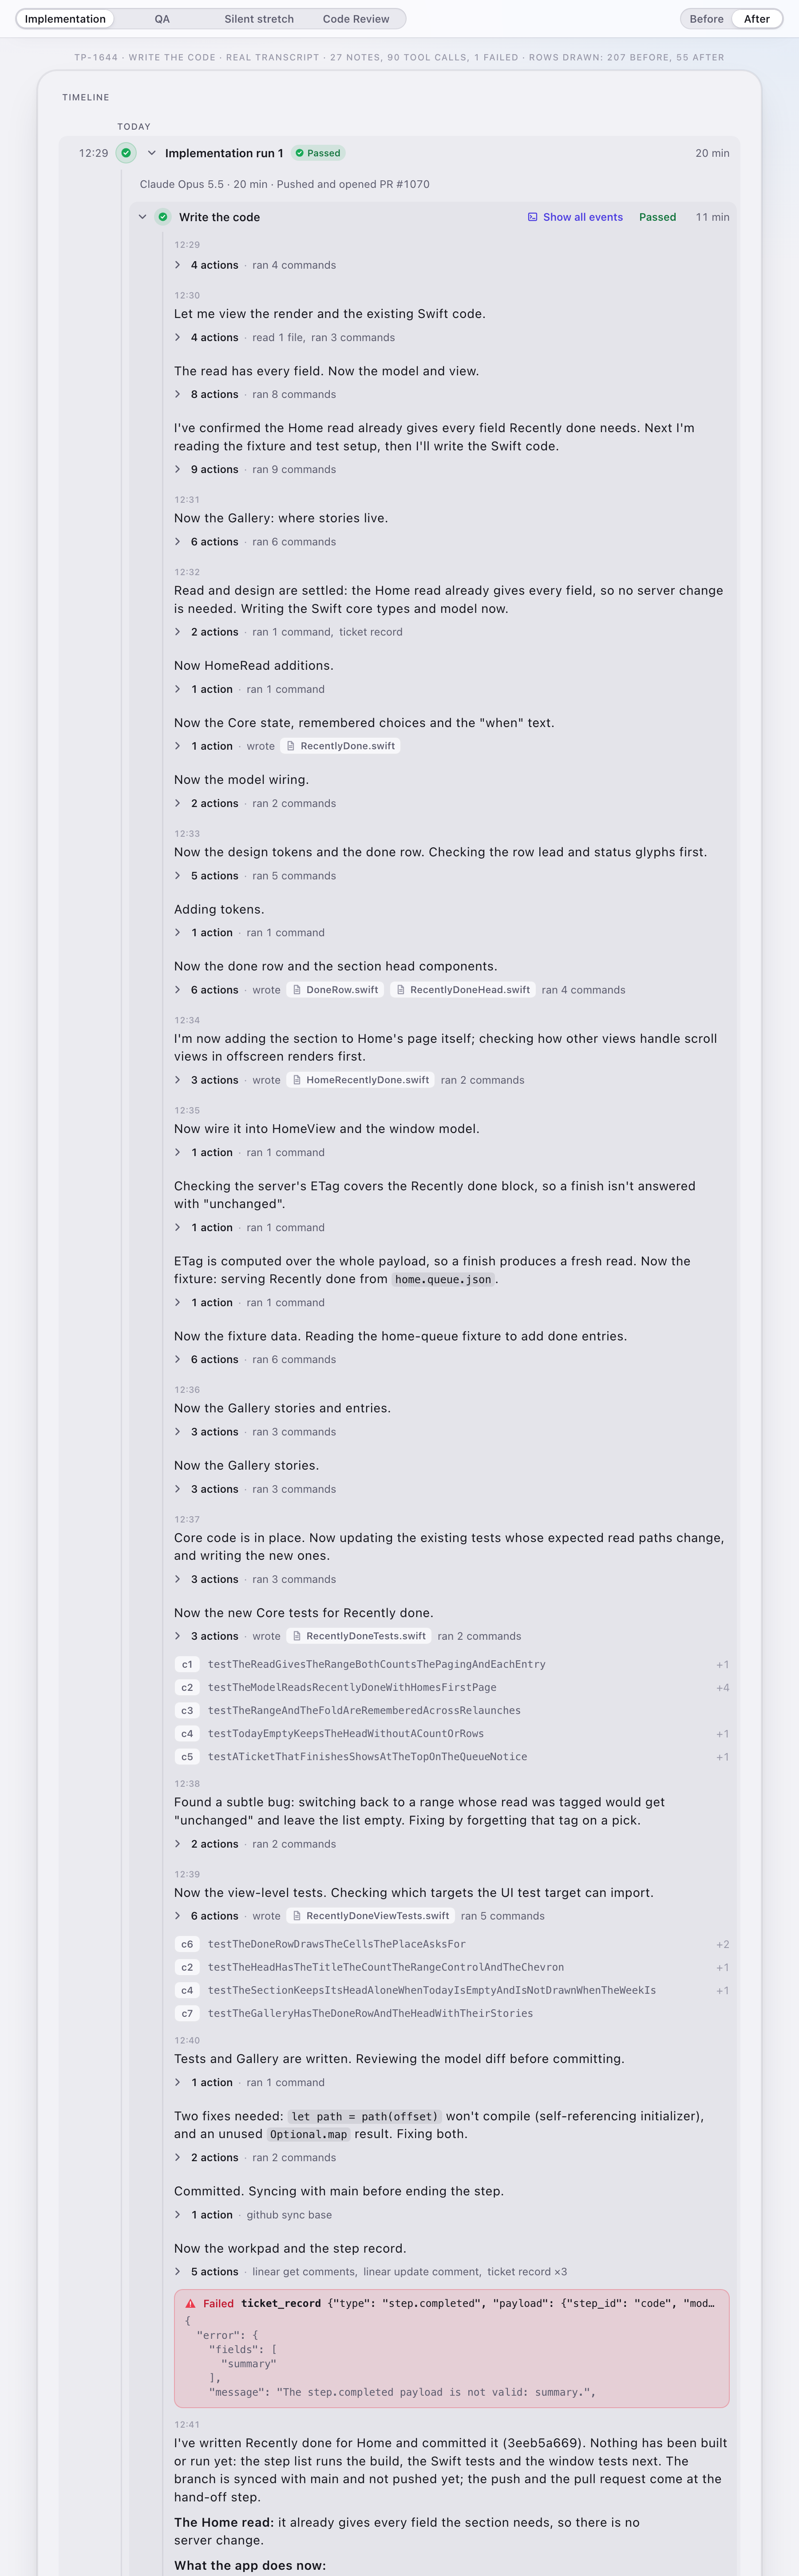 Implementation QA Silent stretch Code Review Before After
TP-1644 · WRITE THE CODE · REAL TRANSCRIPT · 27 NOTES, 90 TOOL CALLS, 1 FAILED · ROWS DRAWN: 207 BEFORE, 55 AFTER
TIMELINE
TODAY
12:29 Implementation run 1 Passed 20 min
Claude Opus 5.5 · 20 min · Pushed and opened PR #1070
Write the code Show all events Passed 11 min
12:29
4 actions · ran 4 commands
12:30
Let me view the render and the existing Swift code.
4 actions · read 1 file, ran 3 commands
The read has every field. Now the model and view.
8 actions · ran 8 commands
I've confirmed the Home read already gives every field Recently done needs. Next I'm
reading the fixture and test setup, then I'll write the Swift code.
9 actions · ran 9 commands
12:31
Now the Gallery: where stories live.
6 actions · ran 6 commands
12:32
Read and design are settled: the Home read already gives every field, so no server change
is needed. Writing the Swift core types and model now.
2 actions · ran 1 command, ticket record
Now HomeRead additions.
1 action · ran 1 command
Now the Core state, remembered choices and the "when" text.
1 action · wrote RecentlyDone.swift
Now the model wiring.
2 actions · ran 2 commands
12:33
Now the design tokens and the done row. Checking the row lead and status glyphs first.
5 actions · ran 5 commands
Adding tokens.
1 action · ran 1 command
Now the done row and the section head components.
6 actions · wrote DoneRow.swift RecentlyDoneHead.swift ran 4 commands
12:34
I'm now adding the section to Home's page itself; checking how other views handle scroll
views in offscreen renders first.
3 actions · wrote HomeRecentlyDone.swift ran 2 commands
12:35
Now wire it into HomeView and the window model.
1 action · ran 1 command
Checking the server's ETag covers the Recently done block, so a finish isn't answered
with "unchanged".
1 action · ran 1 command
ETag is computed over the whole payload, so a finish produces a fresh read. Now the
fixture: serving Recently done from home.queue.json.
1 action · ran 1 command
Now the fixture data. Reading the home-queue fixture to add done entries.
6 actions · ran 6 commands
12:36
Now the Gallery stories and entries.
3 actions · ran 3 commands
Now the Gallery stories.
3 actions · ran 3 commands
12:37
Core code is in place. Now updating the existing tests whose expected read paths change,
and writing the new ones.
3 actions · ran 3 commands
Now the new Core tests for Recently done.
3 actions · wrote RecentlyDoneTests.swift ran 2 commands
c1 testTheReadGivesTheRangeBothCountsThePagingAndEachEntry +1
c2 testTheModelReadsRecentlyDoneWithHomesFirstPage +4
c3 testTheRangeAndTheFoldAreRememberedAcrossRelaunches
c4 testTodayEmptyKeepsTheHeadWithoutACountOrRows +1
c5 testATicketThatFinishesShowsAtTheTopOnTheQueueNotice +1
12:38
Found a subtle bug: switching back to a range whose read was tagged would get
"unchanged" and leave the list empty. Fixing by forgetting that tag on a pick.
2 actions · ran 2 commands
12:39
Now the view-level tests. Checking which targets the UI test target can import.
6 actions · wrote RecentlyDoneViewTests.swift ran 5 commands
c6 testTheDoneRowDrawsTheCellsThePlaceAsksFor +2
c2 testTheHeadHasTheTitleTheCountTheRangeControlAndTheChevron +1
c4 testTheSectionKeepsItsHeadAloneWhenTodayIsEmptyAndIsNotDrawnWhenTheWeekIs +1
c7 testTheGalleryHasTheDoneRowAndTheHeadWithTheirStories
12:40
Tests and Gallery are written. Reviewing the model diff before committing.
1 action · ran 1 command
Two fixes needed: let path = path(offset) won't compile (self-referencing initializer),
and an unused Optional.map result. Fixing both.
2 actions · ran 2 commands
Committed. Syncing with main before ending the step.
1 action · github sync base
Now the workpad and the step record.
5 actions · linear get comments, linear update comment, ticket record ×3
Failed ticket_record {"type": "step.completed", "payload": {"step_id": "code", "mod…
{
"error": {
"fields": [
"summary"
],
"message": "The step.completed payload is not valid: summary.",
12:41
I've written Recently done for Home and committed it (3eeb5a669). Nothing has been built
or run yet: the step list runs the build, the Swift tests and the window tests next. The
branch is synced with main and not pushed yet; the push and the pull request come at the
hand-off step.
The Home read: it already gives every field the section needs, so there is no
server change.
What the app does now: